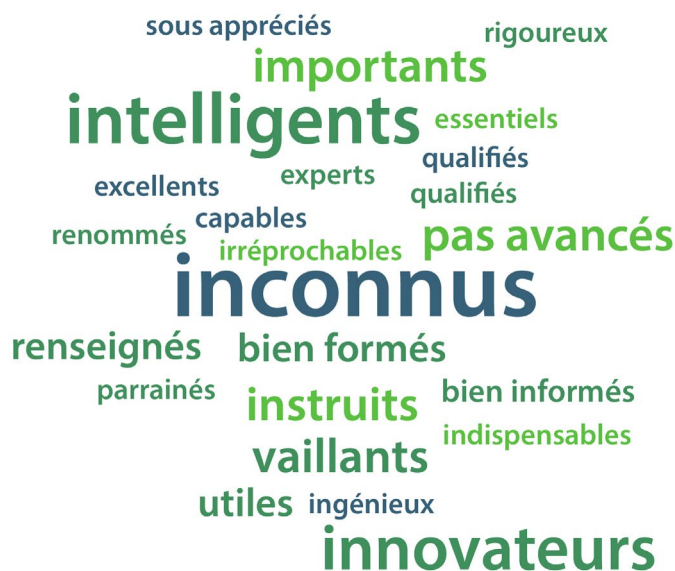 sous appréciés
rigoureux
importants
intelligents
essentiels
qualifiés
experts
excellents
qualifiés
capables
renommés
pas avancés
irréprochables
inconnus
renseignés
bien formés
parrainés
bien informés
instruits
indispensables
vaillants
utiles
ingénieux
innovateurs